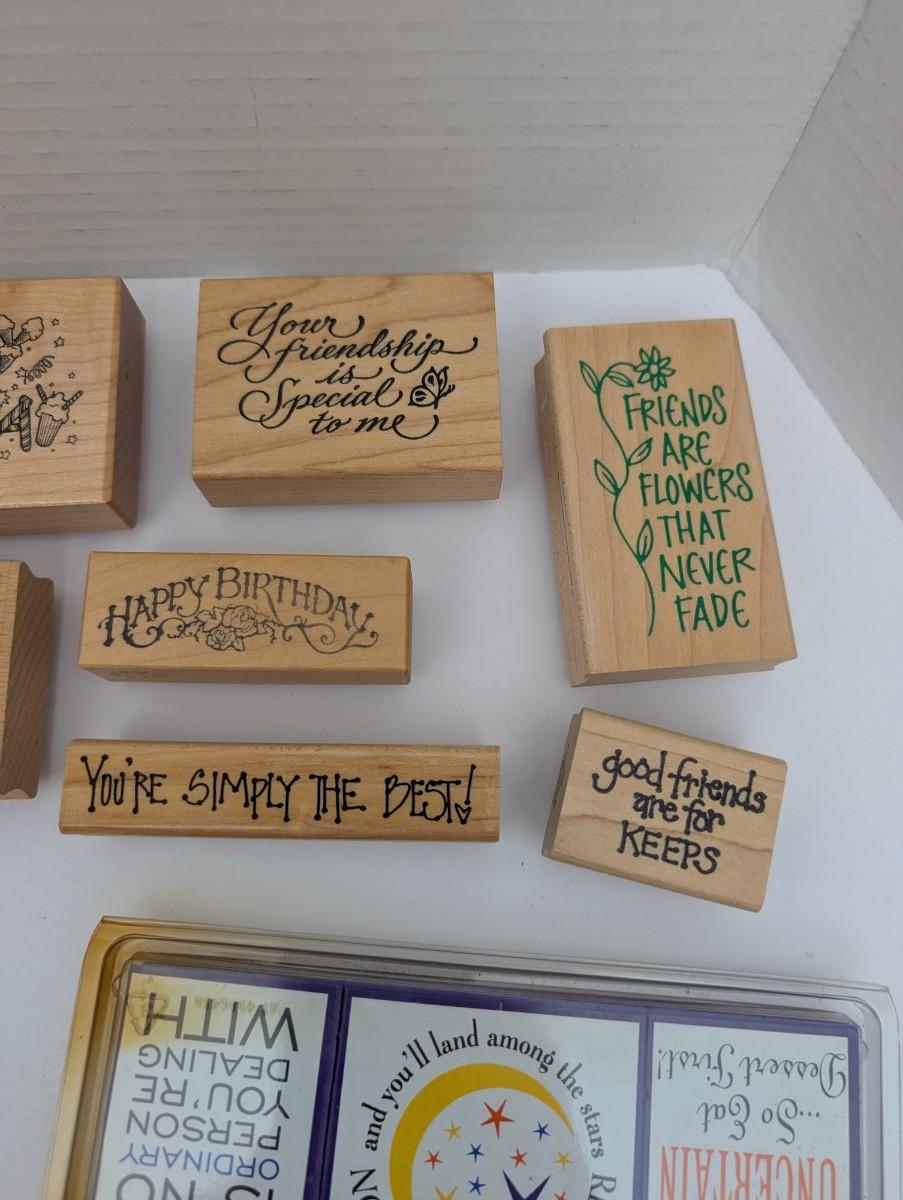 Your
friendship
is
Special
to me
FRIENDS
ARE
FLOWERS
THAT
NEVER
FADE
HAPPY BIRTHDAY
YOU'RE SIMPLY THE BEST!
good friends
are for
KEEPS
IS NO
ORDINARY
PERSON
YOU'RE
DEALING
WITH
and you'll land among the stars
UNCERTAIN
...So Eat
Dessert First!